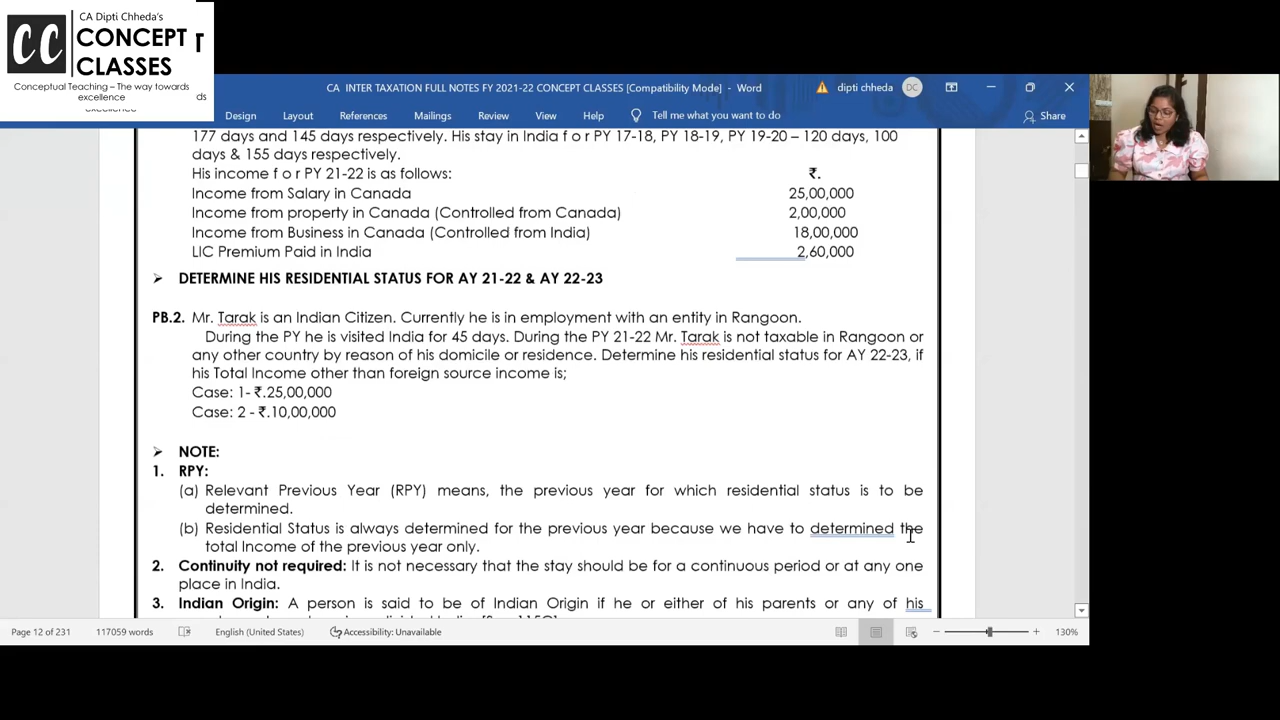 CA Dipti Chheda's
CONCEPT
CLASSES
Conceptual Teaching – The way towards
excellence
CA INTER TAXATION FULL NOTES FY 2021-22 CONCEPT CLASSES [Compatibility Mode] - Word
dipti chheda
DC
Design Layout References Mailings Review View Help Tell me what you want to do Share
177 days and 145 days respectively. His stay in India f o r PY 17-18, PY 18-19, PY 19-20 – 120 days, 100
days & 155 days respectively.
His income f o r PY 21-22 is as follows: ₹.
Income from Salary in Canada 25,00,000
Income from property in Canada (Controlled from Canada) 2,00,000
Income from Business in Canada (Controlled from India) 18,00,000
LIC Premium Paid in India 2,60,000
➢ DETERMINE HIS RESIDENTIAL STATUS FOR AY 21-22 & AY 22-23
PB.2. Mr. Tarak is an Indian Citizen. Currently he is in employment with an entity in Rangoon.
During the PY he is visited India for 45 days. During the PY 21-22 Mr. Tarak is not taxable in Rangoon or
any other country by reason of his domicile or residence. Determine his residential status for AY 22-23, if
his Total Income other than foreign source income is;
Case: 1- ₹.25,00,000
Case: 2 - ₹.10,00,000
➢ NOTE:
1. RPY:
(a) Relevant Previous Year (RPY) means, the previous year for which residential status is to be
determined.
(b) Residential Status is always determined for the previous year because we have to determined the
total Income of the previous year only.
2. Continuity not required: It is not necessary that the stay should be for a continuous period or at any one
place in India.
3. Indian Origin: A person is said to be of Indian Origin if he or either of his parents or any of his
Page 12 of 231 117059 words English (United States) Accessibility: Unavailable 130%